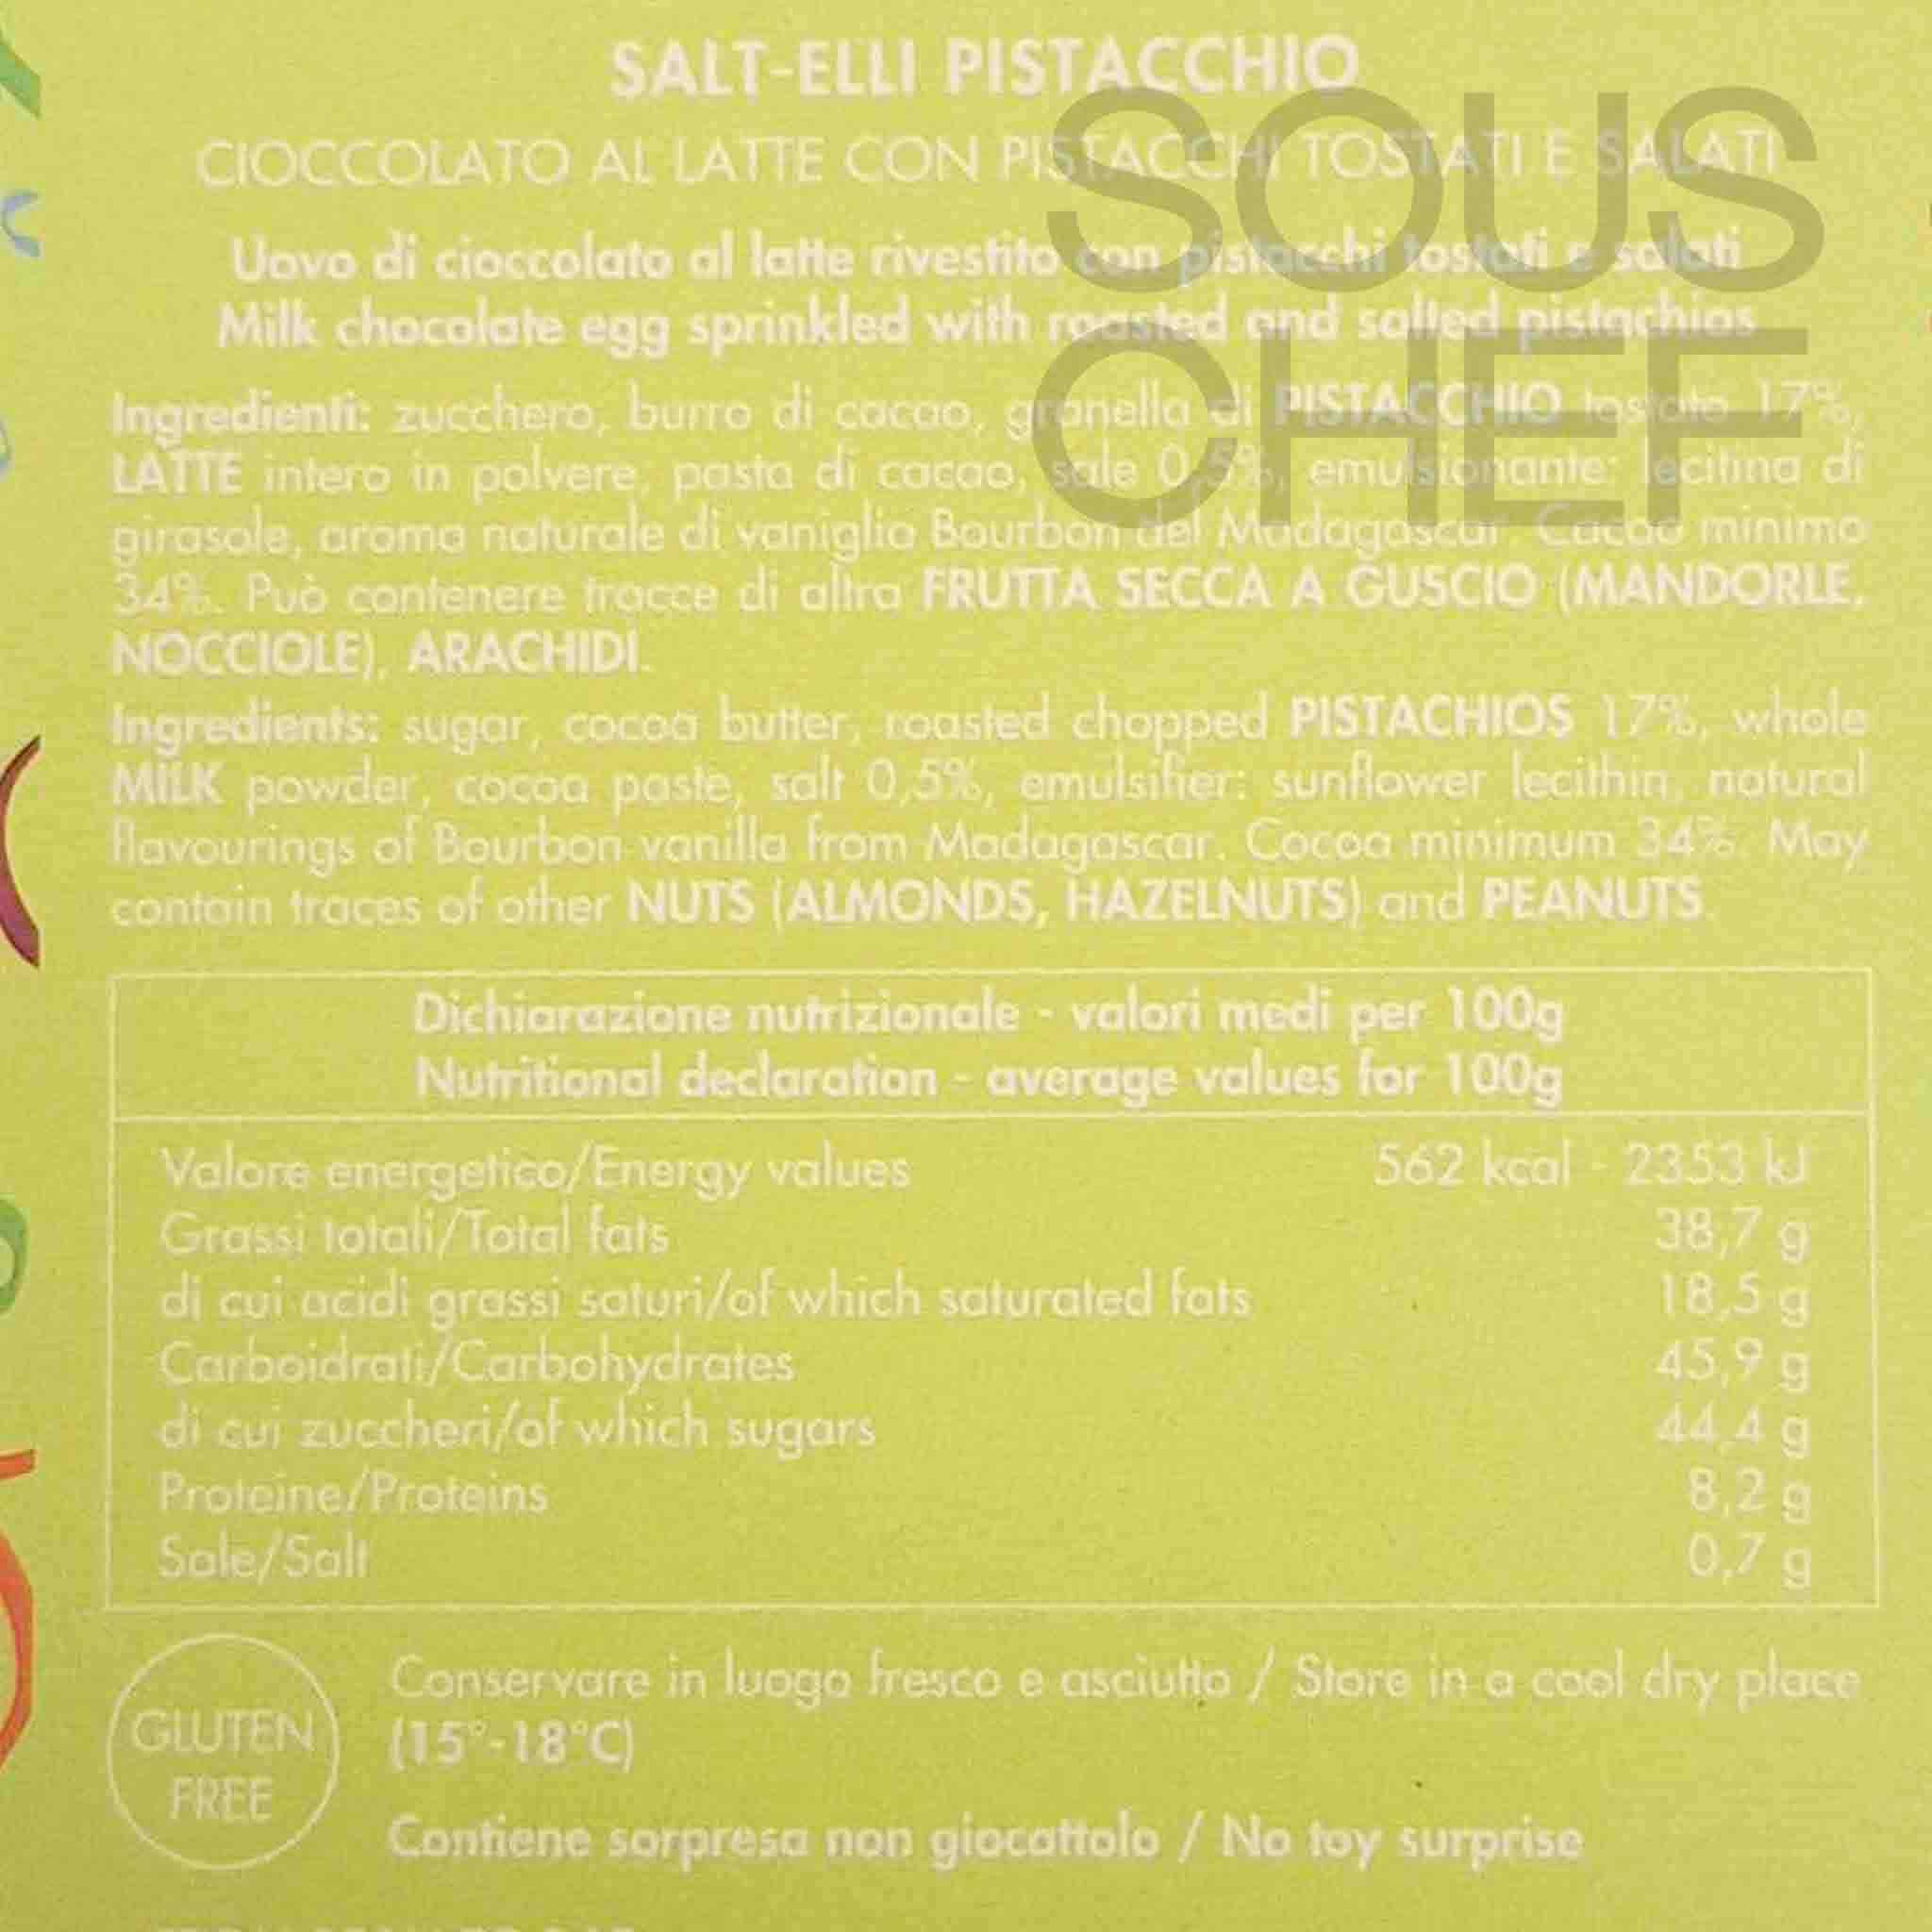 SALT-ELLI PISTACCHIO
CIOCCOLATO AL LATTE CON PISTACCHI TOSTATI E SALATI
Uovo di cioccolato al latte rivestito con pistacchi tostati e salati
Milk chocolate egg sprinkled with roasted and salted pistachios
SOUS
CHEF
Ingredienti: zucchero, burro di cacao, granella di PISTACCHIO tostato 17%,
LATTE intero in polvere, pasta di cacao, sale 0,5%, emulsionante: lecitina di
girasole, aroma naturale di vaniglia Bourbon del Madagascar. Cacao minimo
34%. Può contenere tracce di altra FRUTTA SECCA A GUSCIO (MANDORLE,
NOCCIOLE), ARACHIDI.
Ingredients: sugar, cocoa butter, roasted chopped PISTACHIOS 17%, whole
MILK powder, cocoa paste, salt 0,5%, emulsifier: sunflower lecithin, natural
flavourings of Bourbon vanilla from Madagascar. Cocoa minimum 34%. May
contain traces of other NUTS (ALMONDS, HAZELNUTS) and PEANUTS.
Dichiarazione nutrizionale - valori medi per 100g
Nutritional declaration - average values for 100g
Valore energetico/Energy values 562 kcal - 2353 kJ
Grassi totali/Total fats 38,7 g
di cui acidi grassi saturi/of which saturated fats 18,5 g
Carboidrati/Carbohydrates 45,9 g
di cui zuccheri/of which sugars 44,4 g
Proteine/Proteins 8,2 g
Sale/Salt 0,7 g
GLUTEN
FREE
Conservare in luogo fresco e asciutto / Store in a cool dry place
(15°-18°C)
Contiene sorpresa non giocattolo / No toy surprise